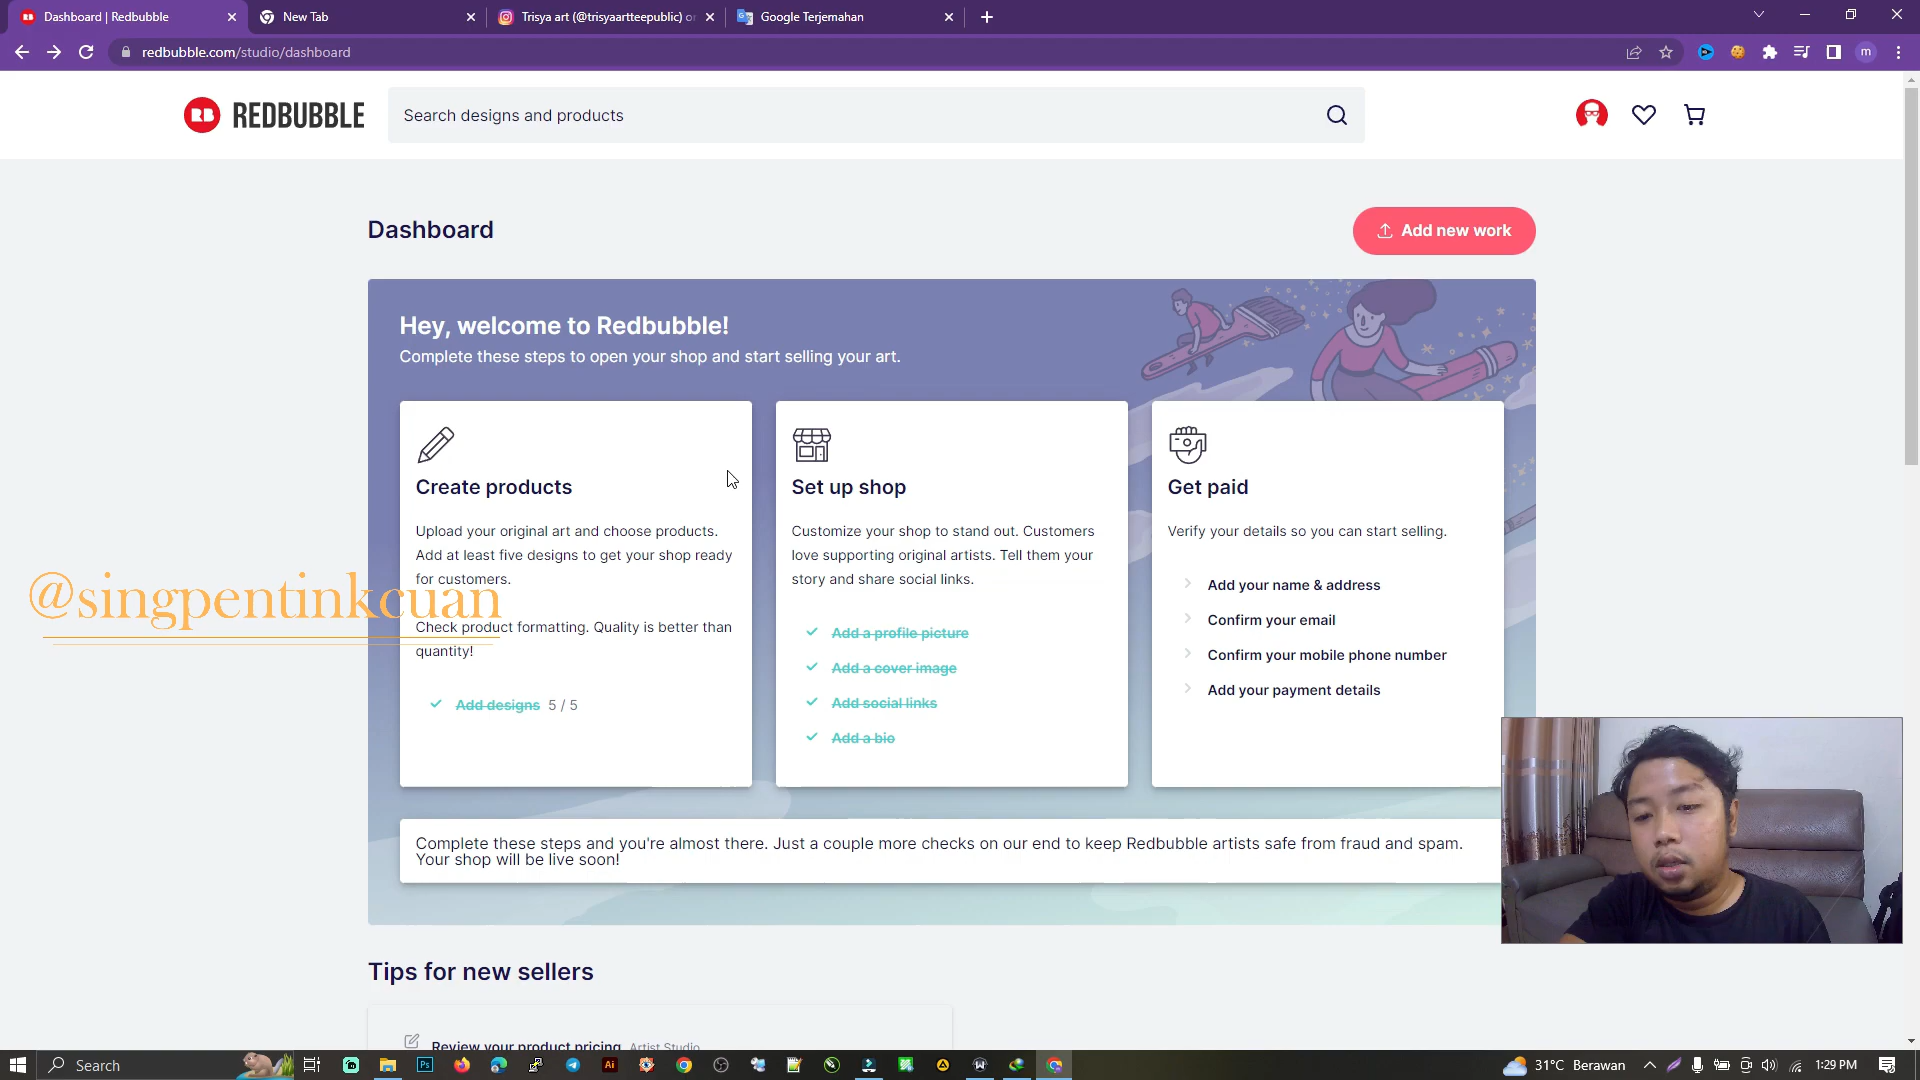 Dashboard | Redbubble
New Tab
Trisya art (@trisyaartteepublic) o
Google Terjemahan
redbubble.com/studio/dashboard
m
RB REDBUBBLE
Search designs and products
Dashboard
Add new work
Hey, welcome to Redbubble!
Complete these steps to open your shop and start selling your art.
Create products
Upload your original art and choose products.
Add at least five designs to get your shop ready
for customers.
Check product formatting. Quality is better than
quantity!
Add designs 5 / 5
Set up shop
Customize your shop to stand out. Customers
love supporting original artists. Tell them your
story and share social links.
Add a profile picture
Add a cover image
Add social links
Add a bio
Get paid
Verify your details so you can start selling.
Add your name & address
Confirm your email
Confirm your mobile phone number
Add your payment details
@singpentinkcuan
Complete these steps and you're almost there. Just a couple more checks on our end to keep Redbubble artists safe from fraud and spam.
Your shop will be live soon!
Tips for new sellers
Review your product pricing Artist Studio
Search
Ps
Ai
31°C Berawan
1:29 PM